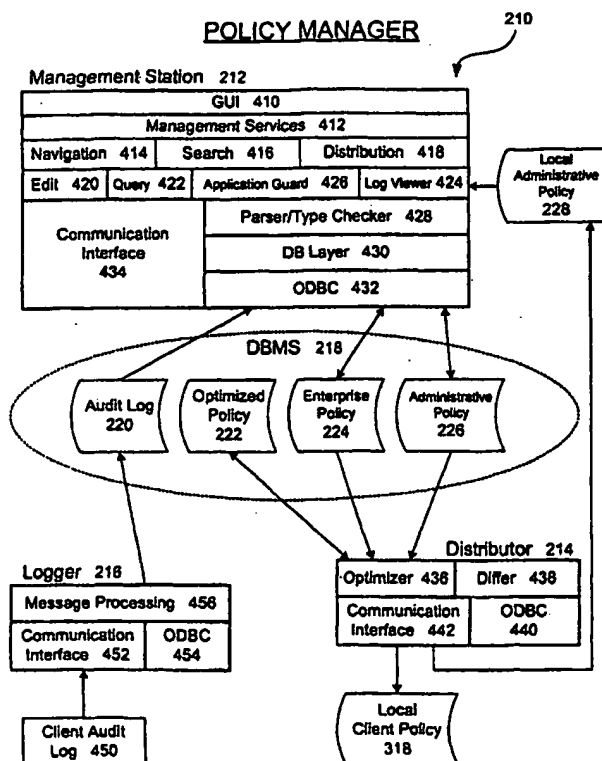 POLICY MANAGER
210
Management Station 212
GUI 410
Management Services 412
Navigation 414
Search 416
Distribution 418
Edit 420
Query 422
Application Guard 426
Log Viewer 424
Local
Administrative
Policy
228
Communication
Interface
434
Parser/Type Checker 428
DB Layer 430
ODBC 432
DBMS 218
Audit Log
220
Optimized
Policy
222
Enterprise
Policy
224
Administrative
Policy
226
Logger 216
Message Processing 456
Communication
Interface 452
ODBC
454
Client Audit
Log 450
Distributor 214
Optimizer 436
Differ 438
Communication
Interface 442
ODBC
440
Local
Client Policy
318